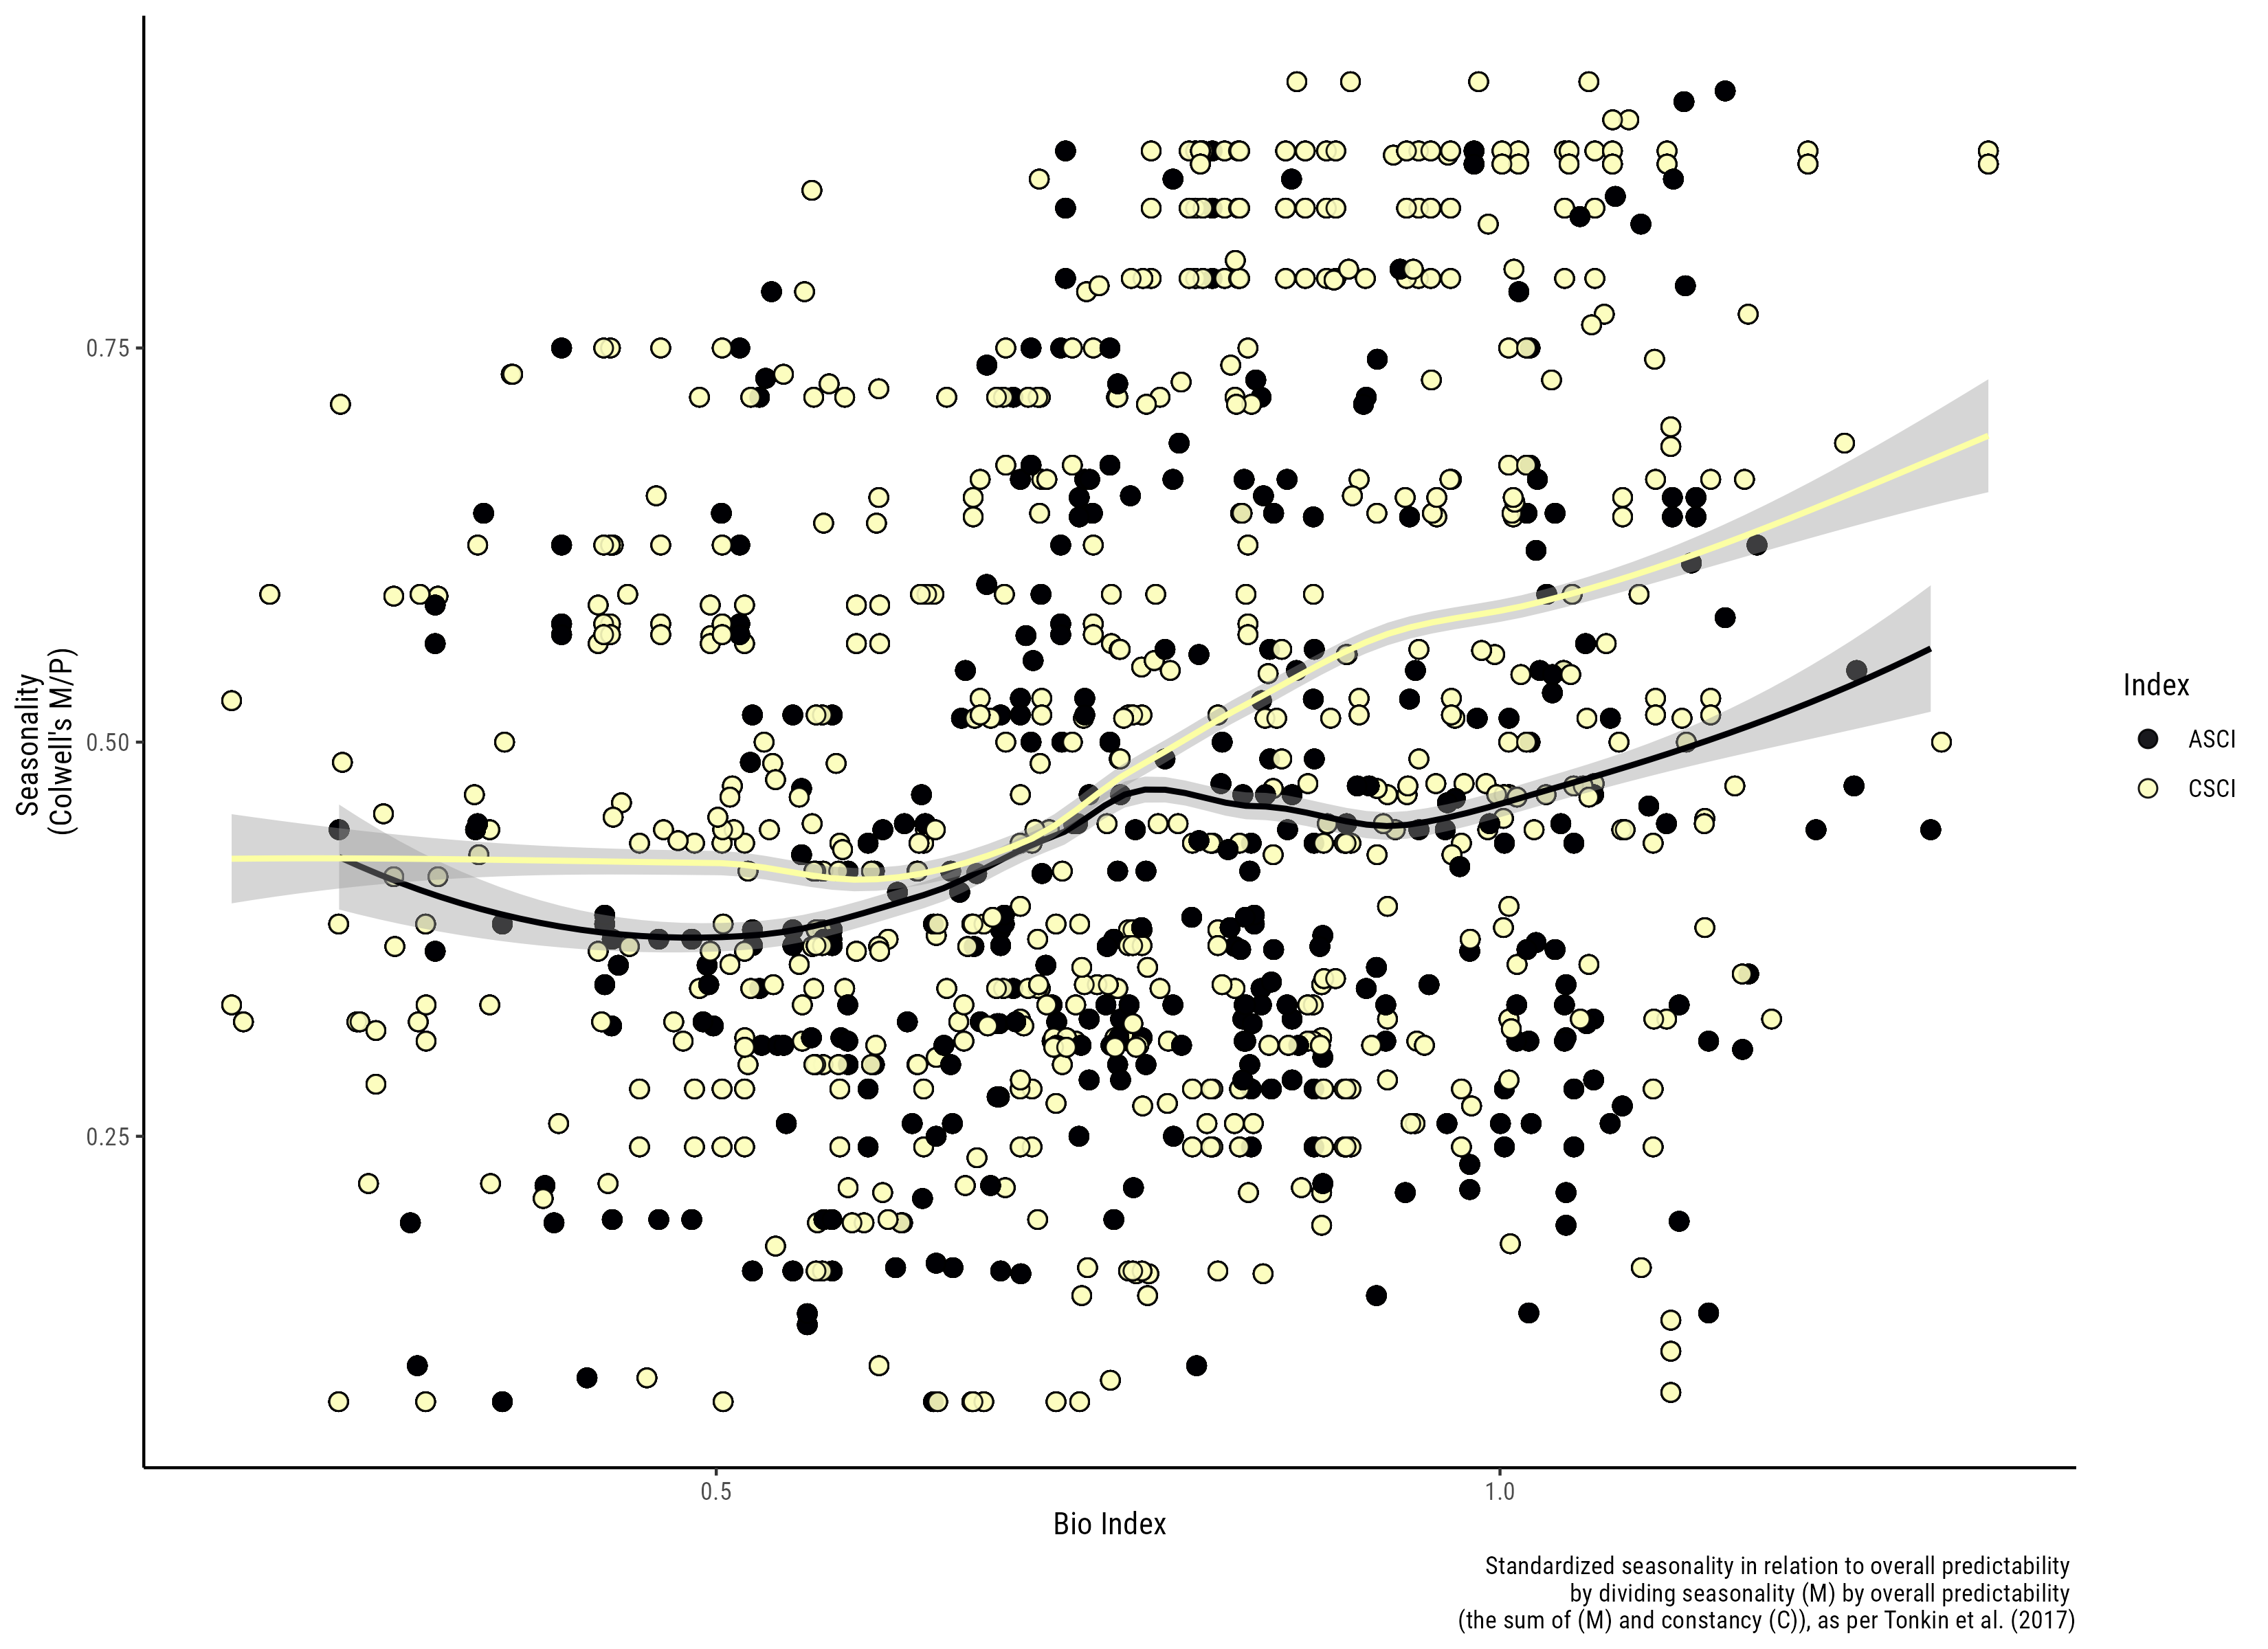 Seasonality
(Colwell's M/P)
0.75
0.50
0.25
0.5
1.0
Bio Index
Index
ASCI
CSCI
Standardized seasonality in relation to overall predictability
by dividing seasonality (M) by overall predictability
(the sum of (M) and constancy (C)), as per Tonkin et al. (2017)